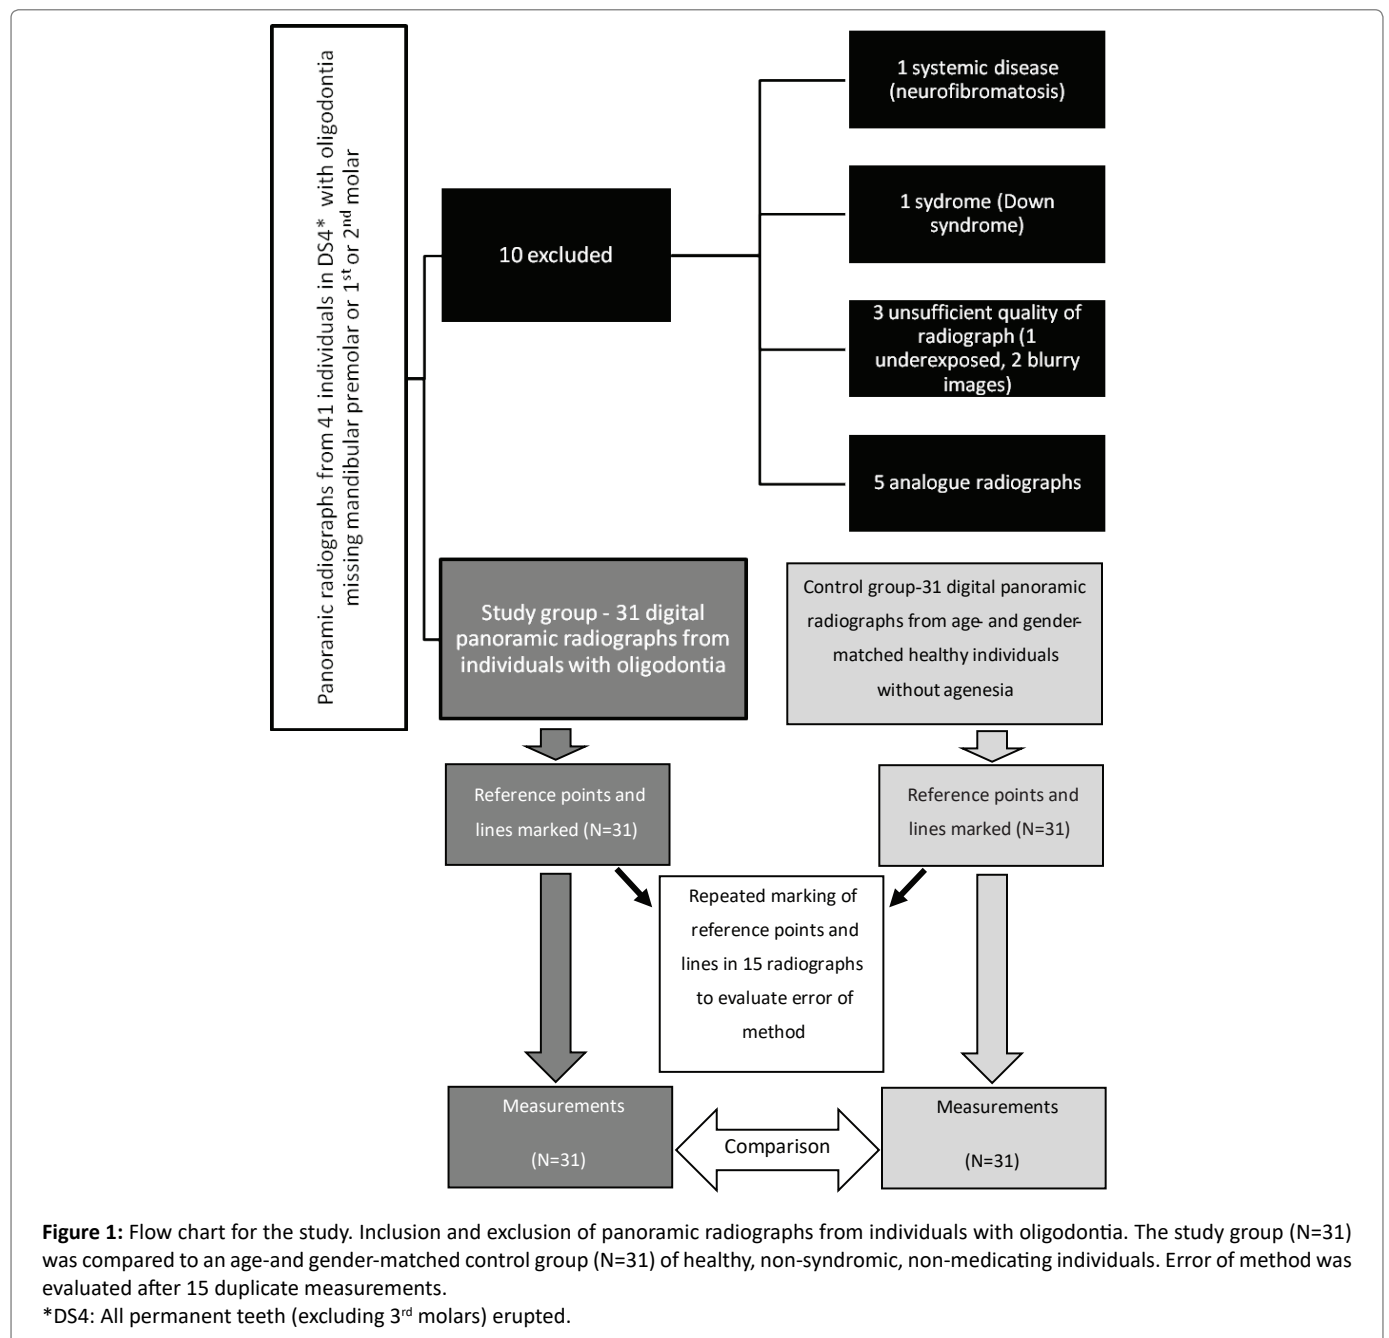 Panoramic radiographs from 41 individuals in DS4* with oligodontia
missing mandibular premolar or 1st or 2nd molar
10 excluded
1 systemic disease
(neurofibromatosis)
1 sydrome (Down
syndrome)
3 unsufficient quality of
radiograph (1
underexposed, 2 blurry
images)
5 analogue radiographs
Study group - 31 digital
panoramic radiographs from
individuals with oligodontia
Control group-31 digital panoramic
radiographs from age- and gender-
matched healthy individuals
without agenesia
Reference points and
lines marked (N=31)
Reference points and
lines marked (N=31)
Repeated marking of
reference points and
lines in 15 radiographs
to evaluate error of
method
Measurements
(N=31)
Comparison
Measurements
(N=31)
Figure 1: Flow chart for the study. Inclusion and exclusion of panoramic radiographs from individuals with oligodontia. The study group (N=31)
was compared to an age-and gender-matched control group (N=31) of healthy, non-syndromic, non-medicating individuals. Error of method was
evaluated after 15 duplicate measurements.
*DS4: All permanent teeth (excluding 3rd molars) erupted.